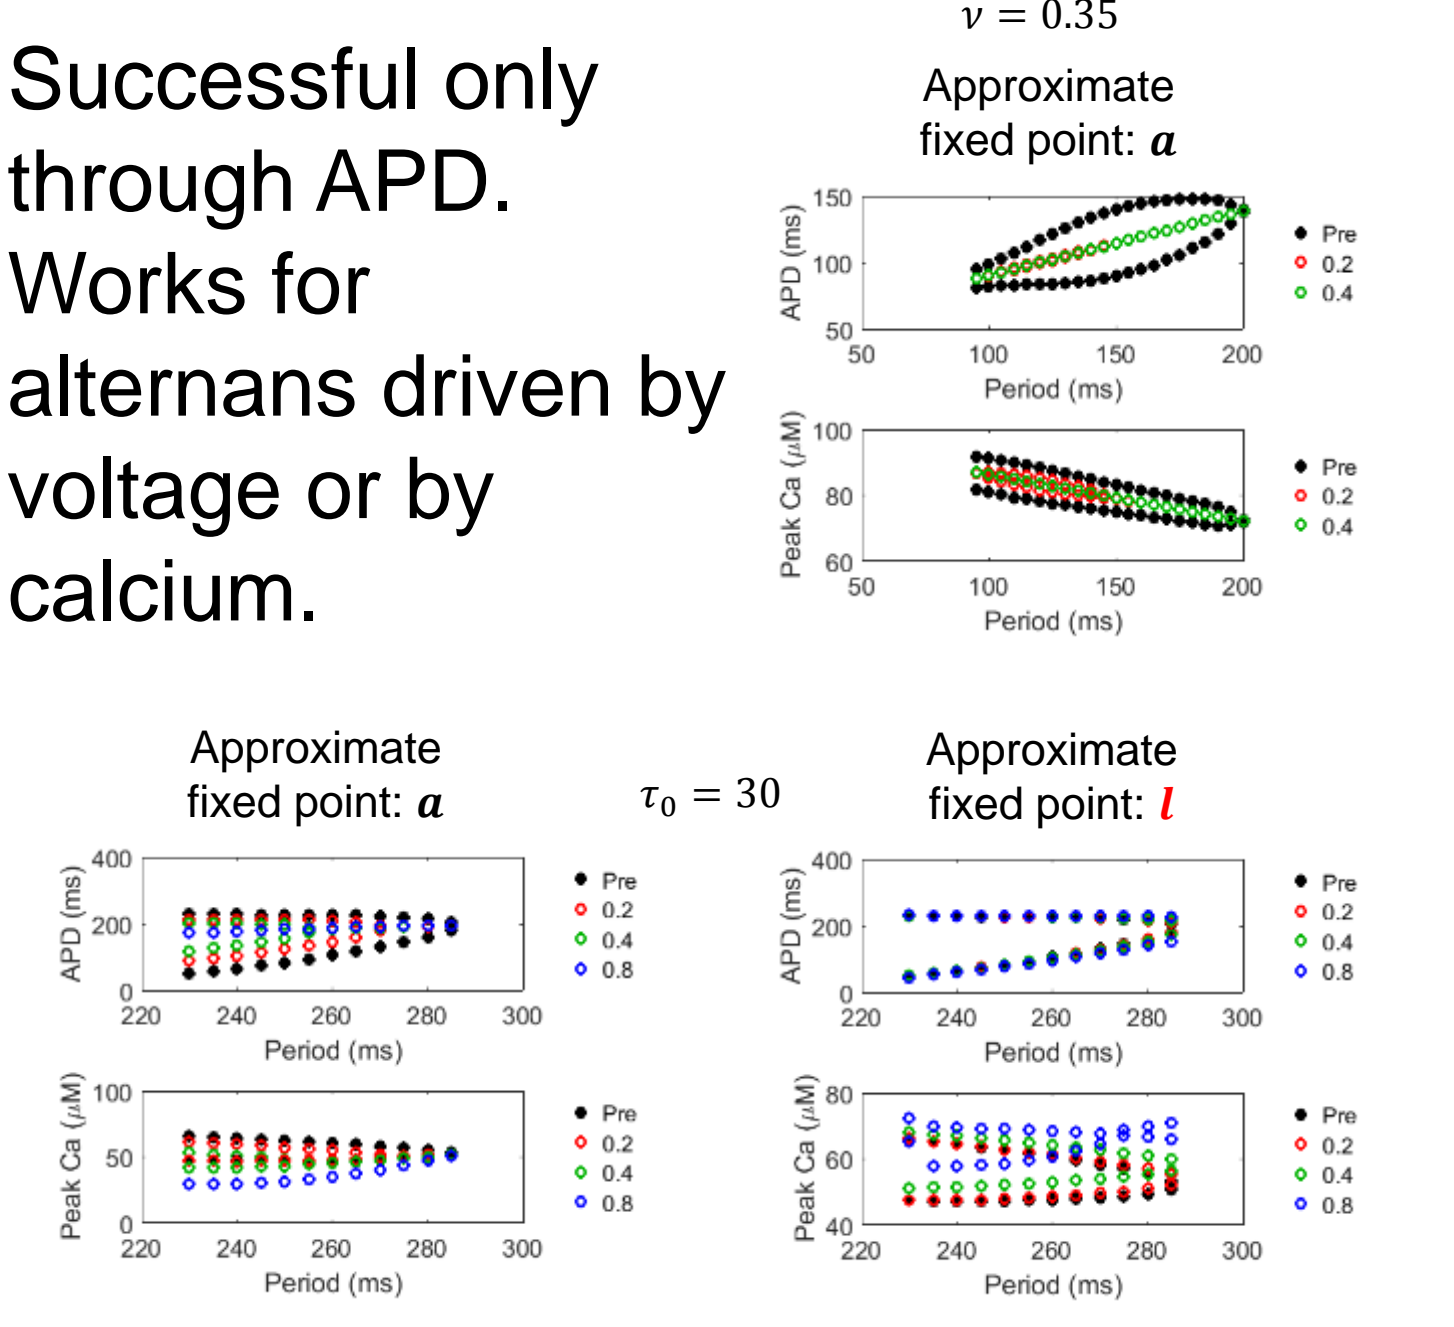 Successful only
through APD.
Works for
alternans driven by
voltage or by
calcium.
ν = 0.35
Approximate
fixed point: a
150
100
50
APD (ms)
50 100 150 200
Period (ms)
Pre
0.2
0.4
100
80
60
Peak Ca (μM)
50 100 150 200
Period (ms)
Pre
0.2
0.4
Approximate
fixed point: a
τ₀ = 30
Approximate
fixed point: l
400
200
0
APD (ms)
220 240 260 280 300
Period (ms)
Pre
0.2
0.4
0.8
100
50
0
Peak Ca (μM)
220 240 260 280 300
Period (ms)
Pre
0.2
0.4
0.8
400
200
0
APD (ms)
220 240 260 280 300
Period (ms)
Pre
0.2
0.4
0.8
80
60
40
Peak Ca (μM)
220 240 260 280 300
Period (ms)
Pre
0.2
0.4
0.8